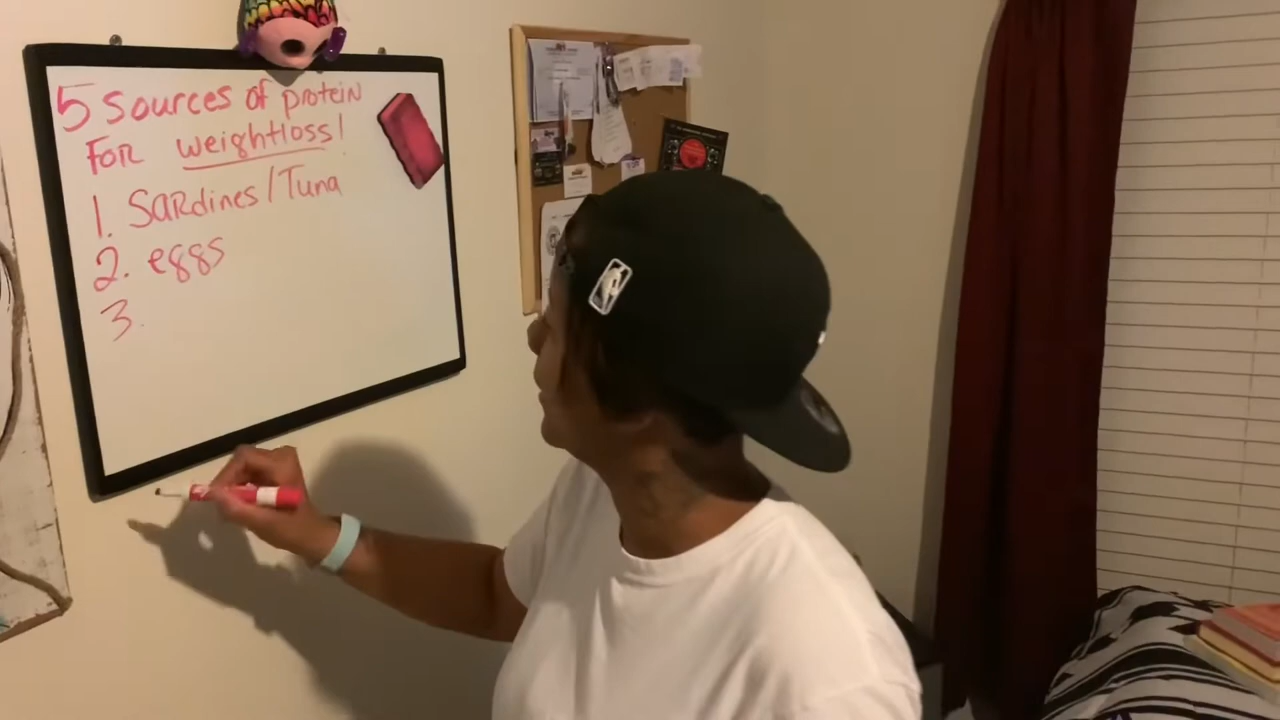 5 Sources of protein
For weightloss!
1. Sardines/Tuna
2. eggs
3.